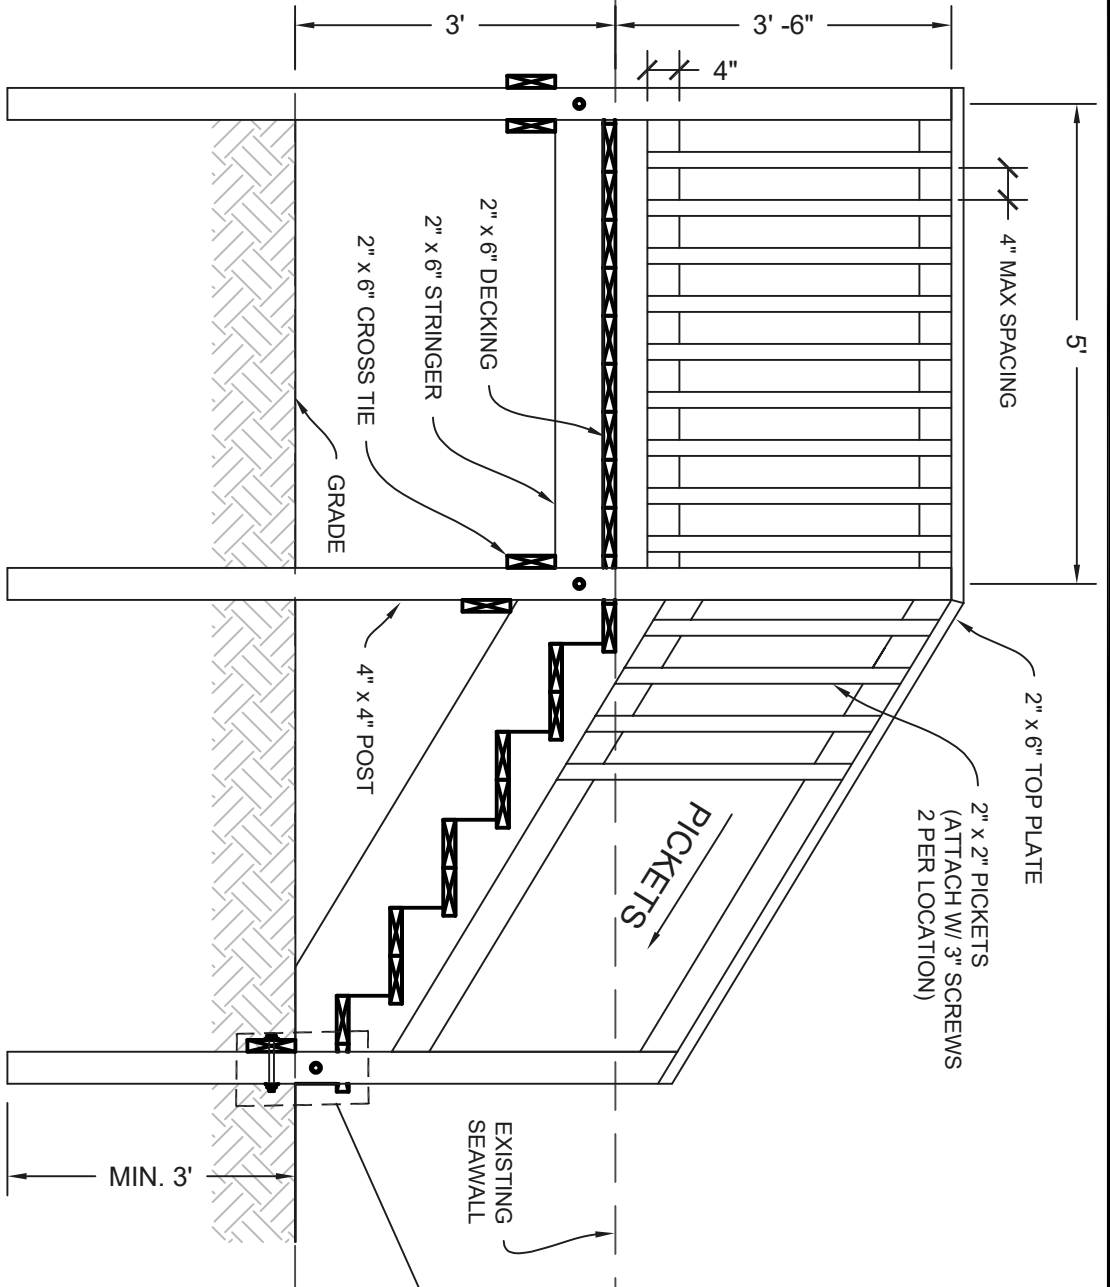 3'
3' -6"
4"
5'
4" MAX SPACING
2" x 6" DECKING
2" x 6" STRINGER
2" x 6" CROSS TIE
GRADE
4" x 4" POST
2" x 6" TOP PLATE
2" x 2" PICKETS
(ATTACH W/ 3" SCREWS
2 PER LOCATION)
PICKETS
EXISTING
SEAWALL
MIN. 3'